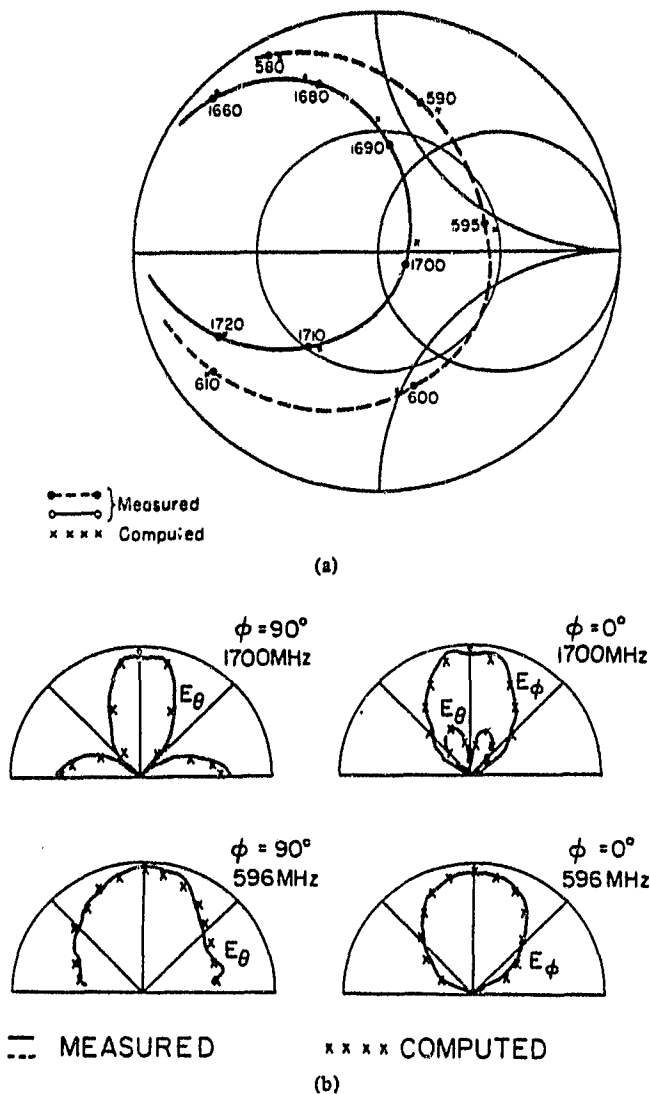 580
590
1660
1680
1690
595
1700
1720
1710
610
600
Measured
x x x x Computed
(a)
ϕ = 90°
1700MHz
Eθ
ϕ = 0°
1700MHz
Eϕ
Eθ
ϕ = 90°
596MHz
Eθ
ϕ = 0°
596MHz
Eϕ
MEASURED
x x x x COMPUTED
(b)